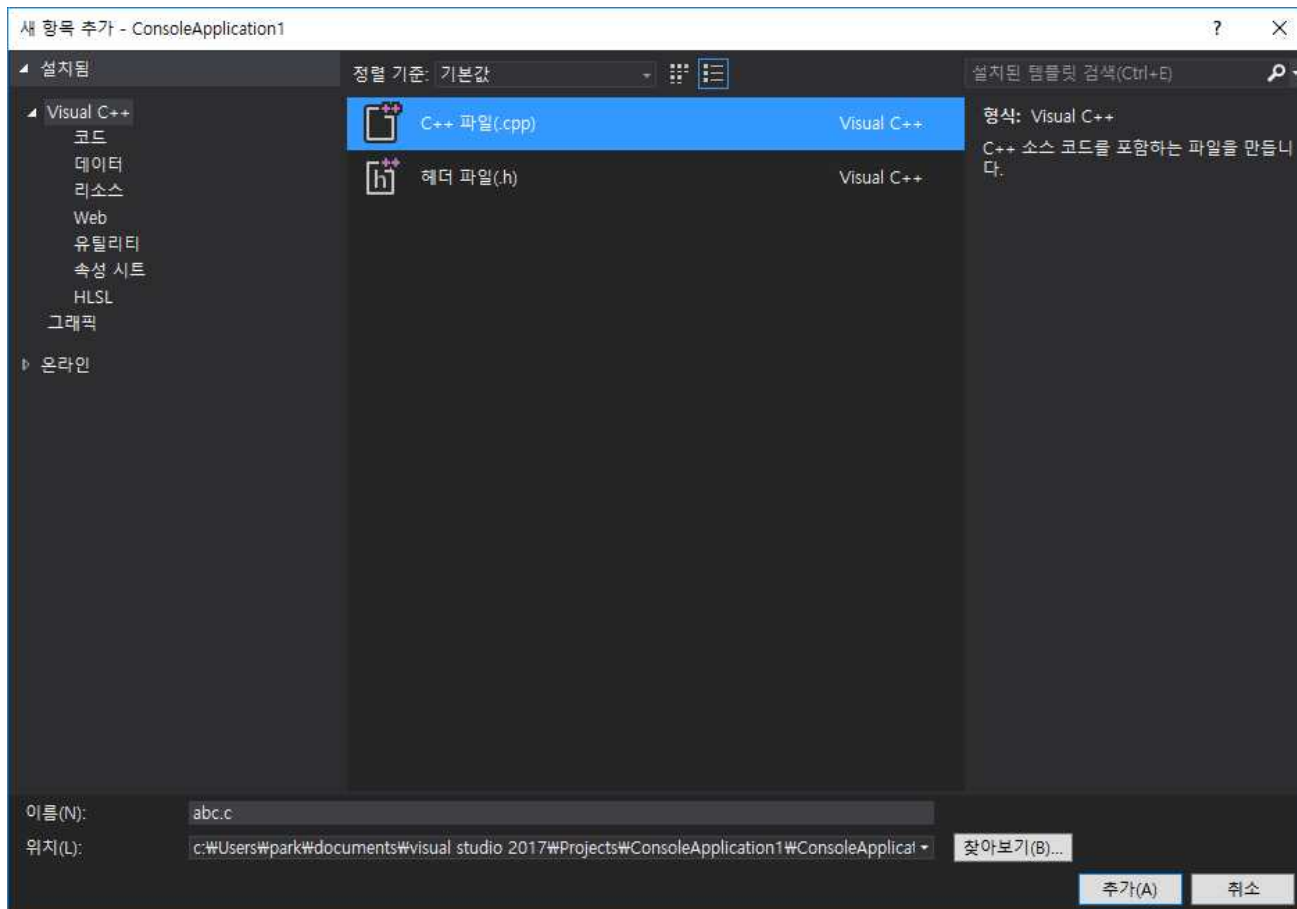 새 항목 추가 - ConsoleApplication1
? ×
설치됨
Visual C++
코드
데이터
리소스
Web
유틸리티
속성 시트
HLSL
그래픽
온라인
정렬 기준: 기본값
C++ 파일(.cpp) Visual C++
헤더 파일(.h) Visual C++
설치된 템플릿 검색(Ctrl+E)
형식: Visual C++
C++ 소스 코드를 포함하는 파일을 만듭니
다.
이름(N): abc.c
위치(L): c:₩Users₩park₩documents₩visual studio 2017₩Projects₩ConsoleApplication1₩ConsoleApplicat
찾아보기(B)...
추가(A) 취소